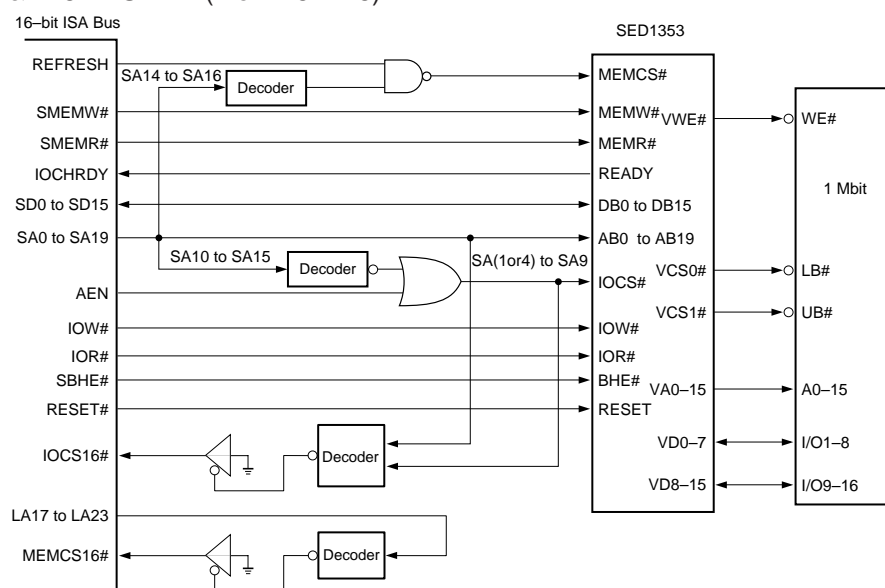 16–bit ISA Bus
SED1353
REFRESH
SA14 to SA16
Decoder
MEMCS#
SMEMW#
MEMW#
VWE#
WE#
SMEMR#
MEMR#
IOCHRDY
READY
1 Mbit
SD0 to SD15
DB0 to DB15
SA0 to SA19
AB0 to AB19
SA10 to SA15
Decoder
SA(1or4) to SA9
IOCS#
VCS0#
LB#
AEN
VCS1#
UB#
IOW#
IOW#
IOR#
IOR#
SBHE#
BHE#
VA0–15
A0–15
RESET#
RESET
IOCS16#
Decoder
VD0–7
I/O1–8
VD8–15
I/O9–16
LA17 to LA23
MEMCS16#
Decoder